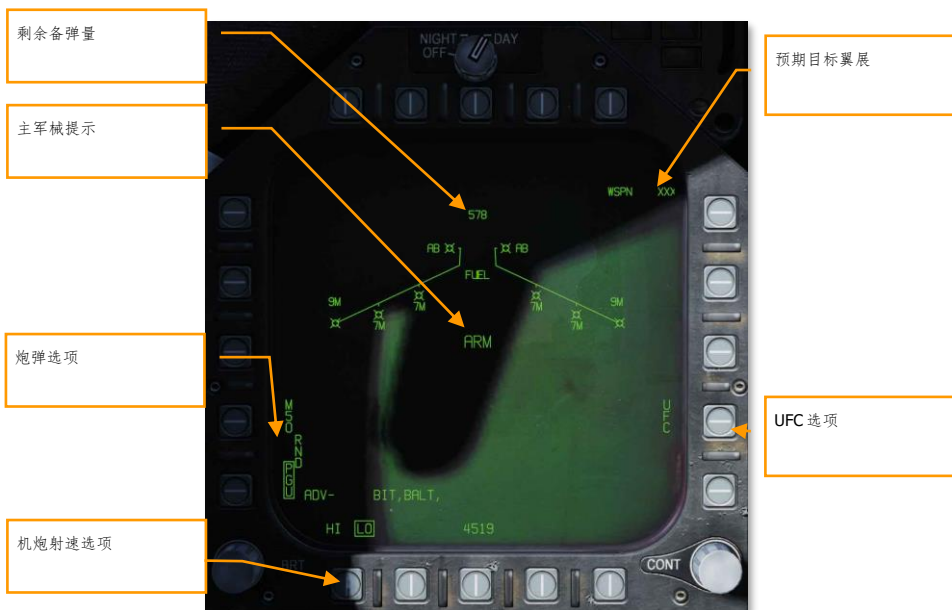 剩余备弹量
主军械提示
炮弹选项
机炮射速选项
预期目标翼展
UFC 选项
NIGHT DAY
OFF
WSPN XXX
578
AB AB
FUEL
9M 7M 7M 9M
7M 7M
ARM
M50
RND
PGU
UFC
ADV- BIT,BALT,
HI LO 4519
BRT
CONT